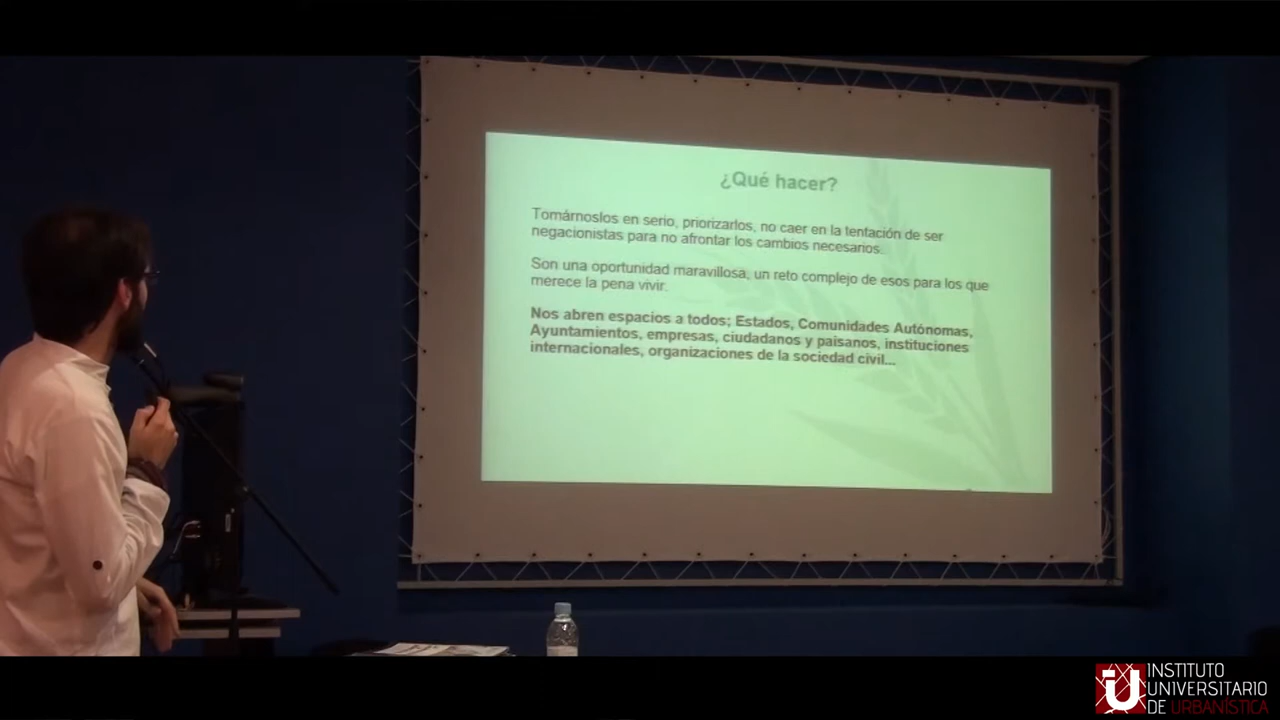 ¿Qué hacer?
Tomárnoslos en serio, priorizarlos, no caer en la tentación de ser
negacionistas para no afrontar los cambios necesarios.
Son una oportunidad maravillosa, un reto complejo de esos para los que
merece la pena vivir.
Nos abren espacios a todos; Estados, Comunidades Autónomas,
Ayuntamientos, empresas, ciudadanos y paisanos, instituciones
internacionales, organizaciones de la sociedad civil...
INSTITUTO
UNIVERSITARIO
DE URBANÍSTICA